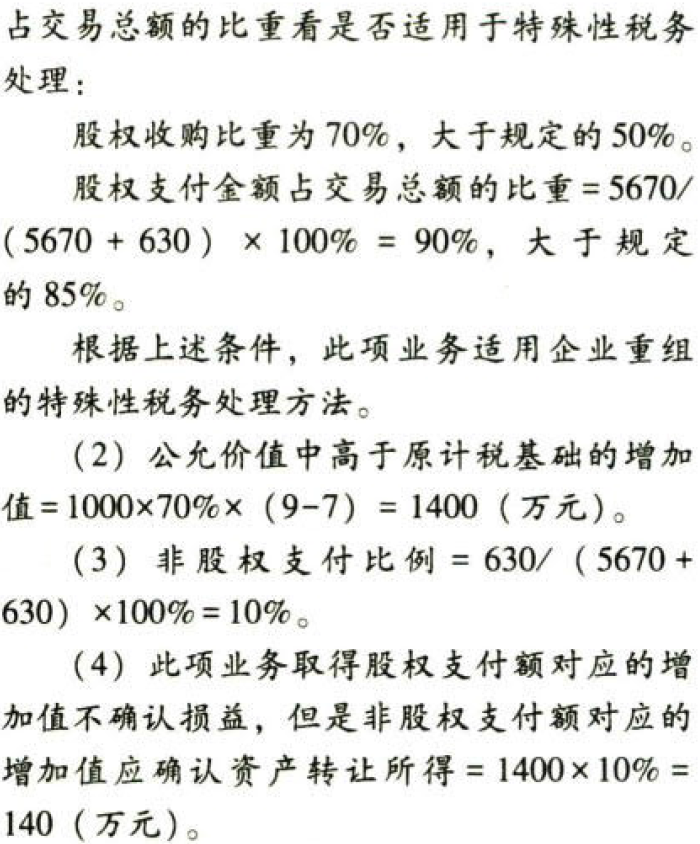 占交易总额的比重看是否适用于特殊性税务
处理：
股权收购比重为70%，大于规定的50%。
股权支付金额占交易总额的比重=5670/
（5670 + 630） × 100% = 90%，大于规定
的85%。
根据上述条件，此项业务适用企业重组
的特殊性税务处理方法。
（2）公允价值中高于原计税基础的增加
值=1000×70%×（9-7）=1400（万元）。
（3）非股权支付比例 = 630/（5670 +
630）×100%=10%。
（4）此项业务取得股权支付额对应的增
加值不确认损益，但是非股权支付额对应的
增加值应确认资产转让所得=1400×10%=
140（万元）。